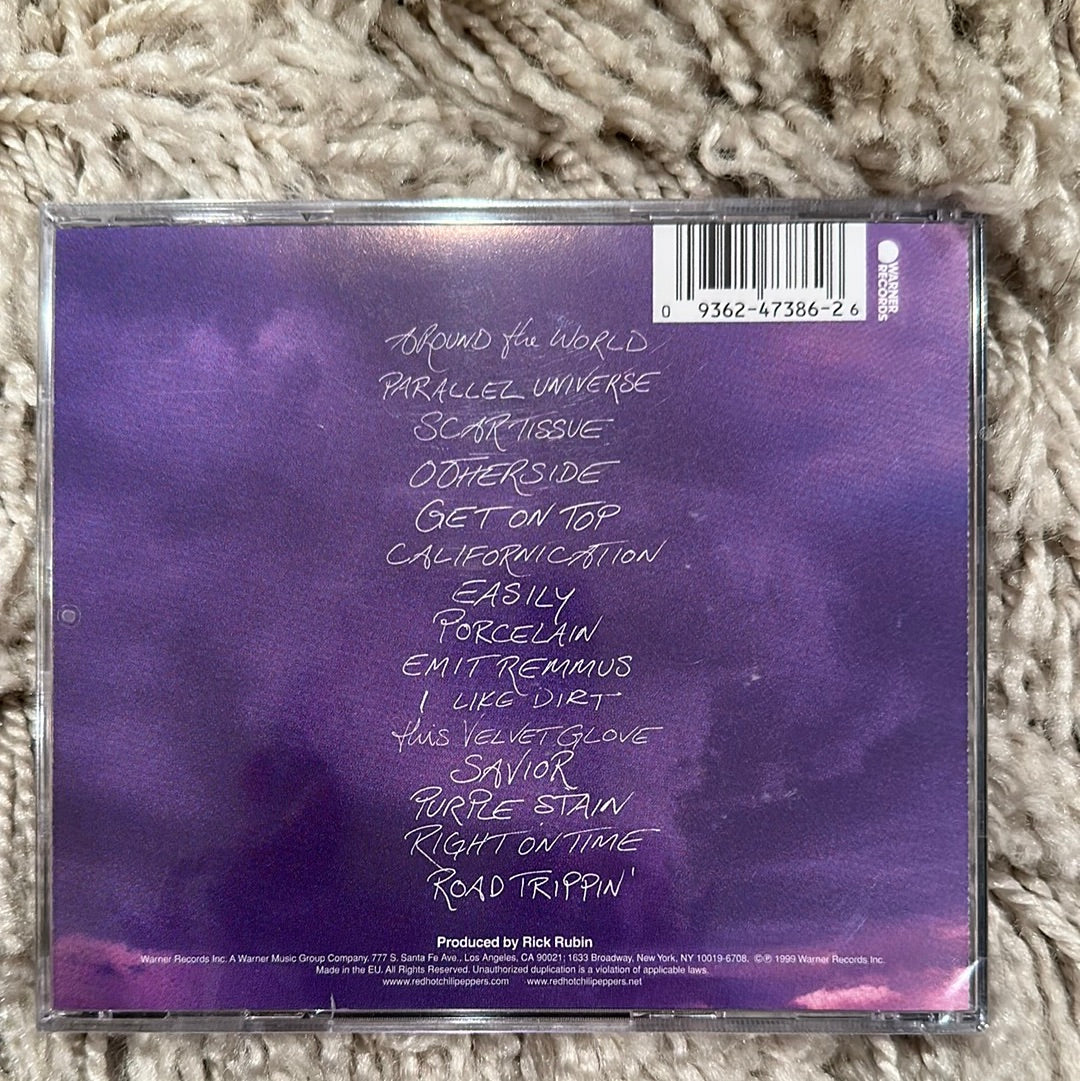 0 9362-47386-2 6
WARNER
RECORDS
AROUND the WORLD
PARALLEL UNIVERSE
SCAR TISSUE
OTHERSIDE
GET ON TOP
CALIFORNICATION
EASILY
PORCELAIN
EMIT REMMUS
I LIKE DIRT
this VELVET GLOVE
SAVIOR
PURPLE STAIN
RIGHT ON TIME
ROAD TRIPPIN'
Produced by Rick Rubin
Warner Records Inc. A Warner Music Group Company. 777 S. Santa Fe Ave., Los Angeles, CA 90021; 1633 Broadway, New York, NY 10019-6708. ©℗ 1999 Warner Records Inc.
Made in the EU. All Rights Reserved. Unauthorized duplication is a violation of applicable laws.
www.redhotchilipeppers.com www.redhotchilipeppers.net